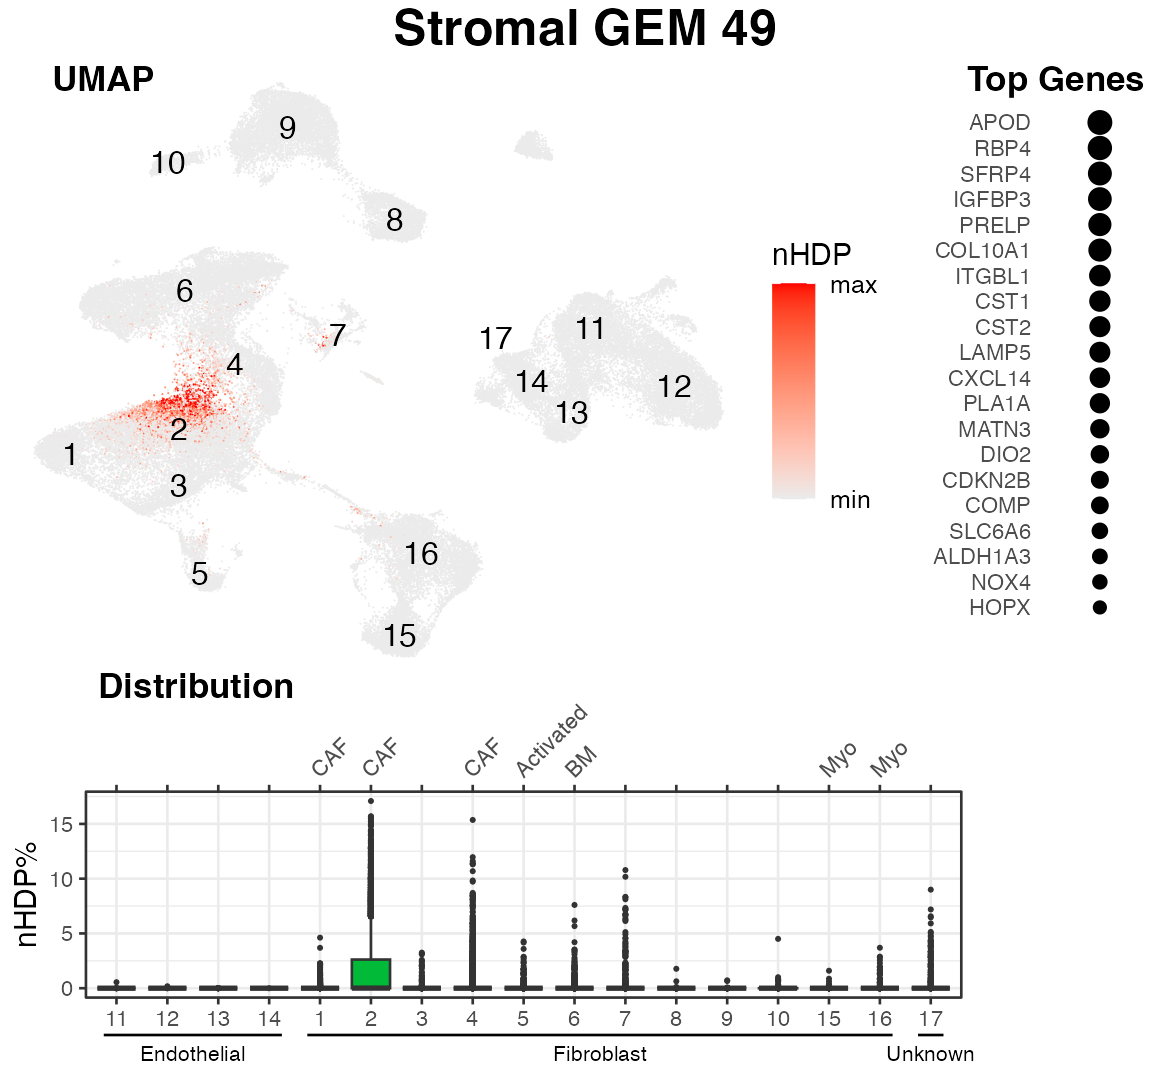 Stromal GEM 49
UMAP
Top Genes
9
10
8
6
7
4
2
1
3
5
16
15
17
11
14
12
13
nHDP
max
min
APOD
RBP4
SFRP4
IGFBP3
PRELP
COL10A1
ITGBL1
CST1
CST2
LAMP5
CXCL14
PLA1A
MATN3
DIO2
CDKN2B
COMP
SLC6A6
ALDH1A3
NOX4
HOPX
Distribution
CAF CAF CAF Activated BM Myo Myo
nHDP%
15
10
5
0
11 12 13 14 1 2 3 4 5 6 7 8 9 10 15 16 17
Endothelial Fibroblast Unknown